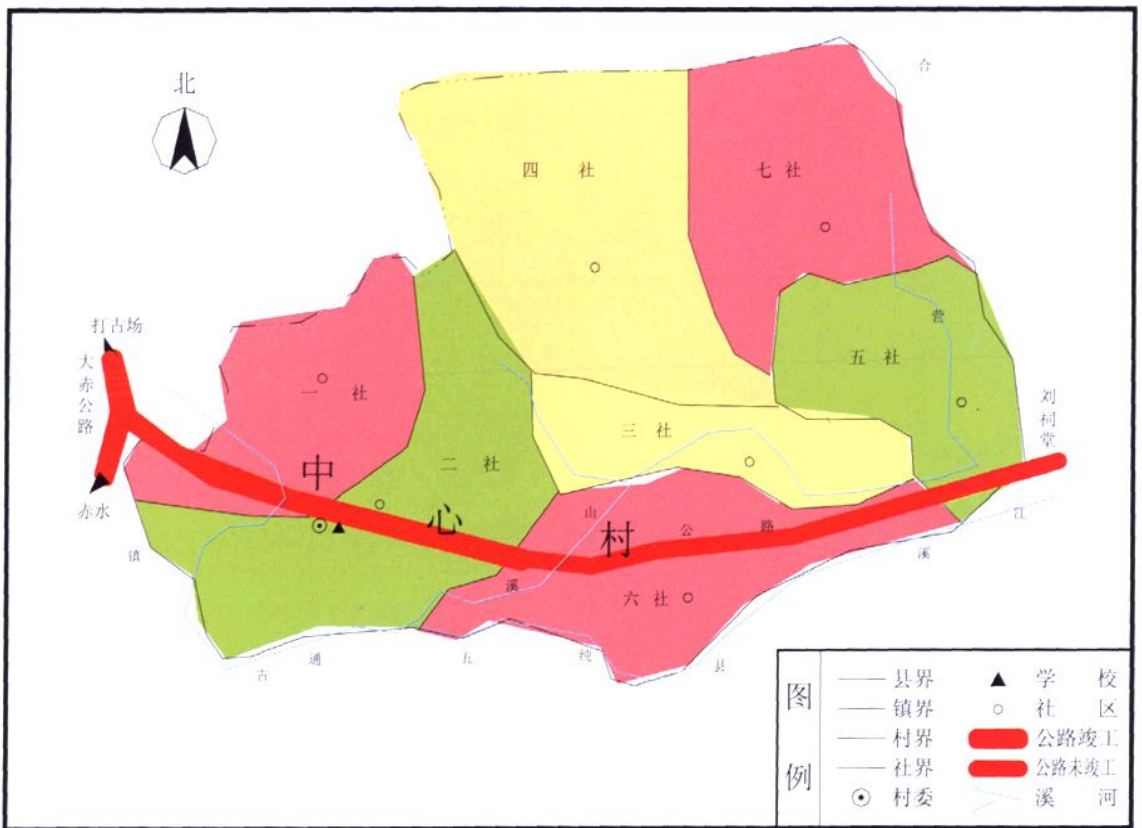 北
合
四 社
七 社
打古场
大赤公路
营
五 社
刘祠堂
一 社
三 社
二 社
中心村
赤水
山公路
江
镇
溪
溪
六 社
古
通
五
纯
县
图例
县界
学 校
镇界
社 区
村界
公路竣工
社界
公路未竣工
村委
溪 河